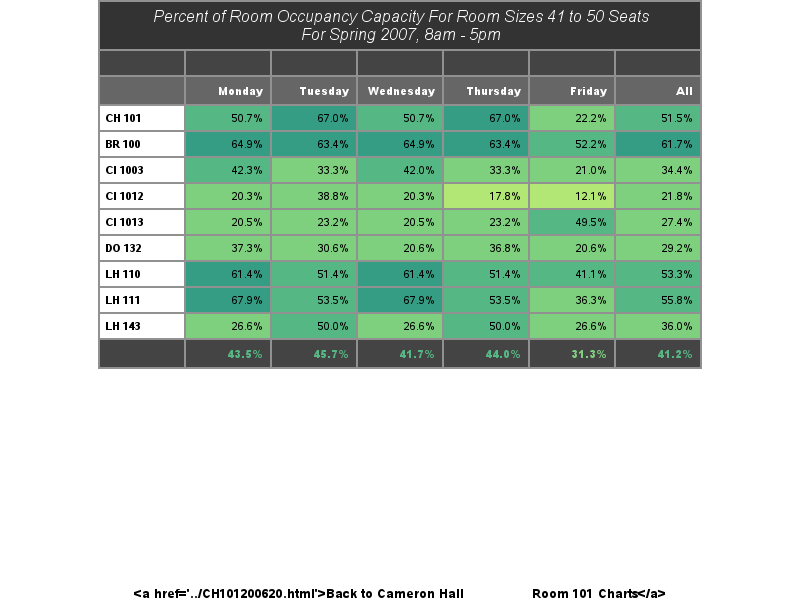 Percent of Room Occupancy Capacity For Room Sizes 41 to 50 Seats
For Spring 2007, 8am - 5pm
Monday Tuesday Wednesday Thursday Friday All
CH 101 50.7% 67.0% 50.7% 67.0% 22.2% 51.5%
BR 100 64.9% 63.4% 64.9% 63.4% 52.2% 61.7%
CI 1003 42.3% 33.3% 42.0% 33.3% 21.0% 34.4%
CI 1012 20.3% 38.8% 20.3% 17.8% 12.1% 21.8%
CI 1013 20.5% 23.2% 20.5% 23.2% 49.5% 27.4%
DO 132 37.3% 30.6% 20.6% 36.8% 20.6% 29.2%
LH 110 61.4% 51.4% 61.4% 51.4% 41.1% 53.3%
LH 111 67.9% 53.5% 67.9% 53.5% 36.3% 55.8%
LH 143 26.6% 50.0% 26.6% 50.0% 26.6% 36.0%
43.5% 45.7% 41.7% 44.0% 31.3% 41.2%
<a href='../CH101200620.html'>Back to Cameron Hall Room 101 Charts</a>